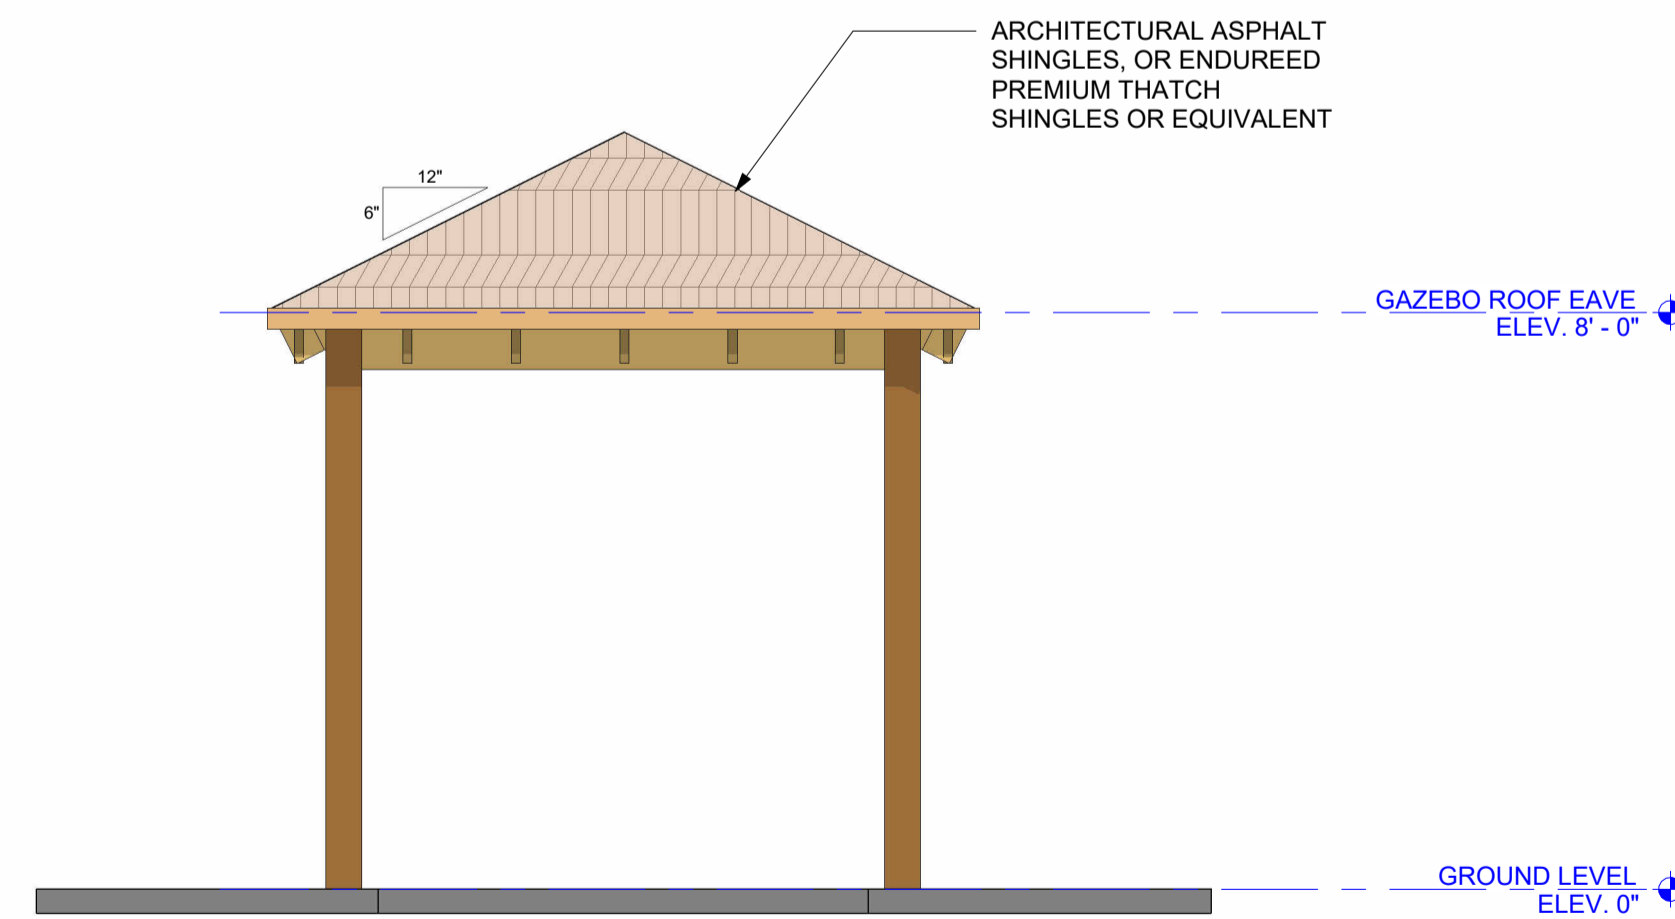 ARCHITECTURAL ASPHALT
SHINGLES, OR ENDUREED
PREMIUM THATCH
SHINGLES OR EQUIVALENT
12"
6"
GAZEBO ROOF EAVE
ELEV. 8' - 0"
GROUND LEVEL
ELEV. 0"